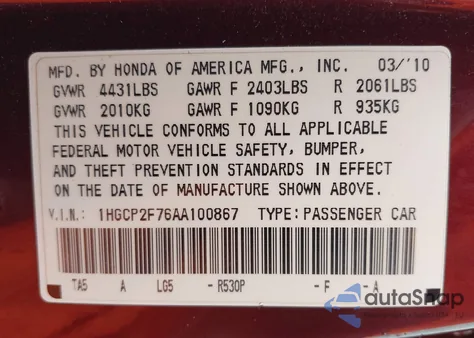 MFD. BY HONDA OF AMERICA MFG., INC. 03/'10
GVWR 4431LBS GAWR F 2403LBS R 2061LBS
GVWR 2010KG GAWR F 1090KG R 935KG
THIS VEHICLE CONFORMS TO ALL APPLICABLE
FEDERAL MOTOR VEHICLE SAFETY, BUMPER,
AND THEFT PREVENTION STANDARDS IN EFFECT
ON THE DATE OF MANUFACTURE SHOWN ABOVE.
V.I.N.: 1HGCP2F76AA100867 TYPE: PASSENGER CAR
TA5 A LG5 - R530P - F - A
autoSnap